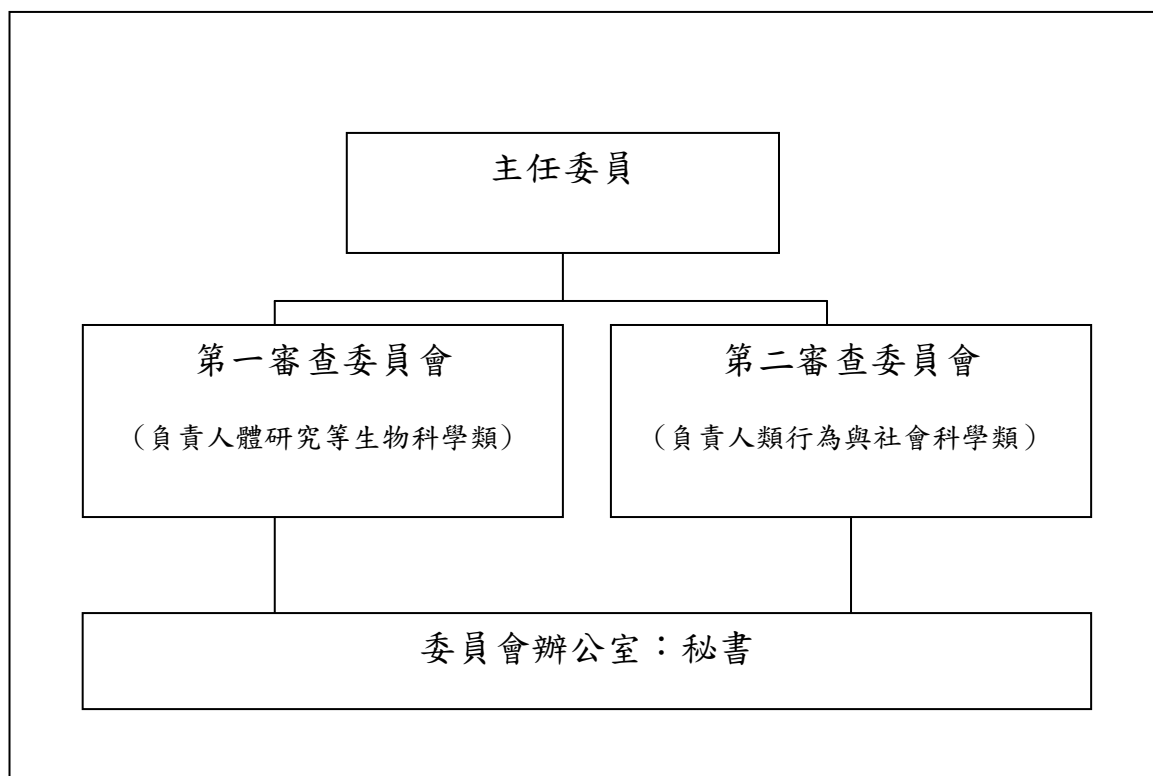 主任委員
第一審查委員會
（負責人體研究等生物科學類）
第二審查委員會
（負責人類行為與社會科學類）
委員會辦公室：秘書